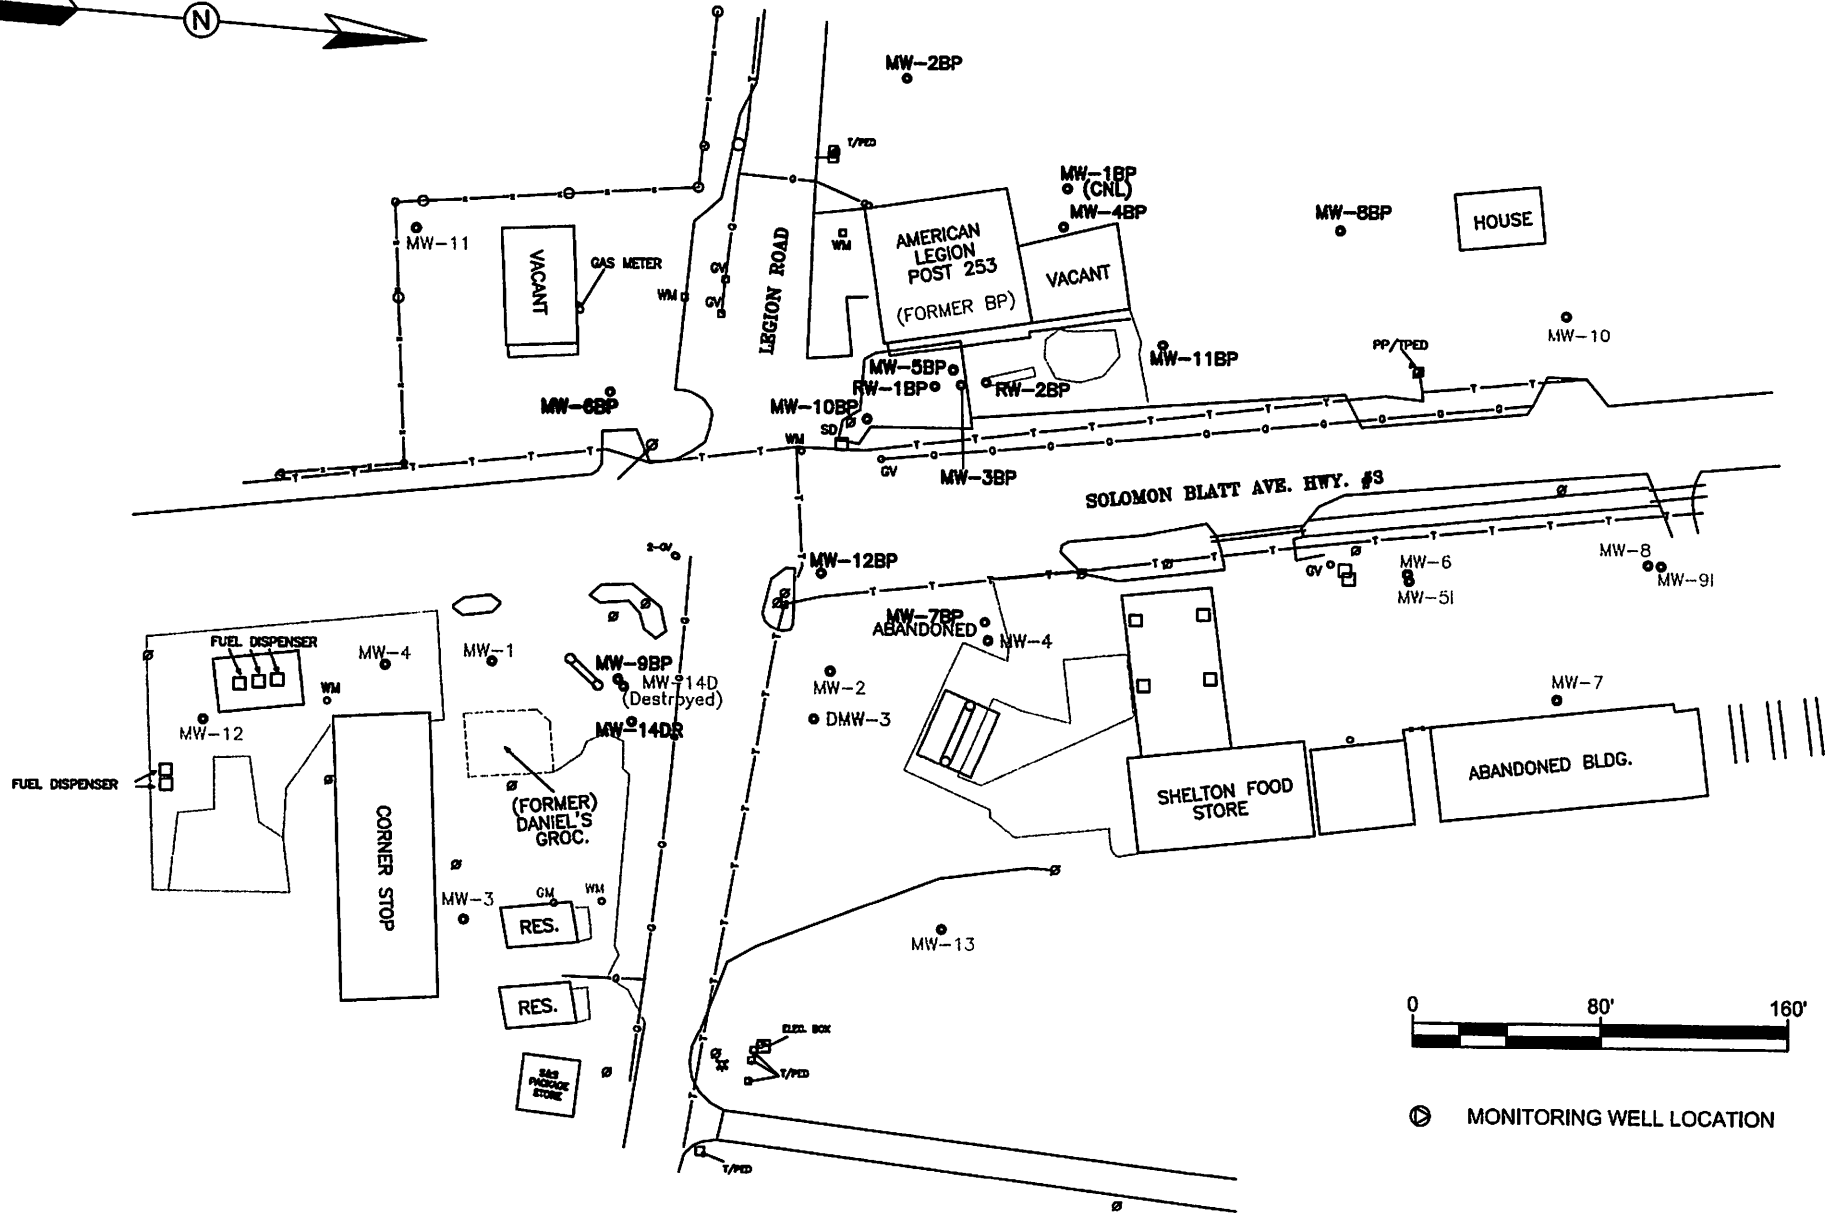 N
MW-2BP
T/PED
MW-1BP
(CNL)
MW-4BP
MW-8BP
HOUSE
MW-11
VACANT
GAS METER
WM
GV
GV
LEGION ROAD
WM
AMERICAN
LEGION
POST 253
(FORMER BP)
VACANT
MW-10
PP/TPED
MW-11BP
MW-5BP
RW-1BP
RW-2BP
MW-6BP
MW-10BP
SD
WM
GV
MW-3BP
SOLOMON BLATT AVE. HWY. #3
2-GV
MW-12BP
GV
MW-6
MW-5I
MW-8
MW-9I
MW-7BP
ABANDONED
MW-4
FUEL DISPENSER
MW-4
MW-1
MW-9BP
MW-14D
(Destroyed)
MW-14DR
MW-2
DMW-3
MW-7
WM
MW-12
FUEL DISPENSER
CORNER STOP
(FORMER)
DANIEL'S
GROC.
SHELTON FOOD
STORE
ABANDONED BLDG.
MW-3
GM
WM
RES.
MW-13
RES.
ELEC. BOX
T/PED
S&S
PACKAGE
STORE
T/PED
0 80' 160'
MONITORING WELL LOCATION